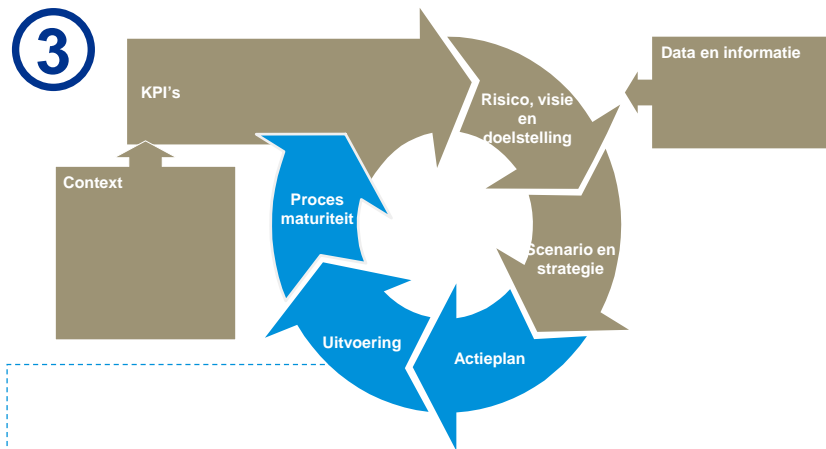 3
KPI's
Data en informatie
Risico, visie
en
doelstelling
Context
Proces
maturiteit
Scenario en
strategie
Uitvoering
Actieplan